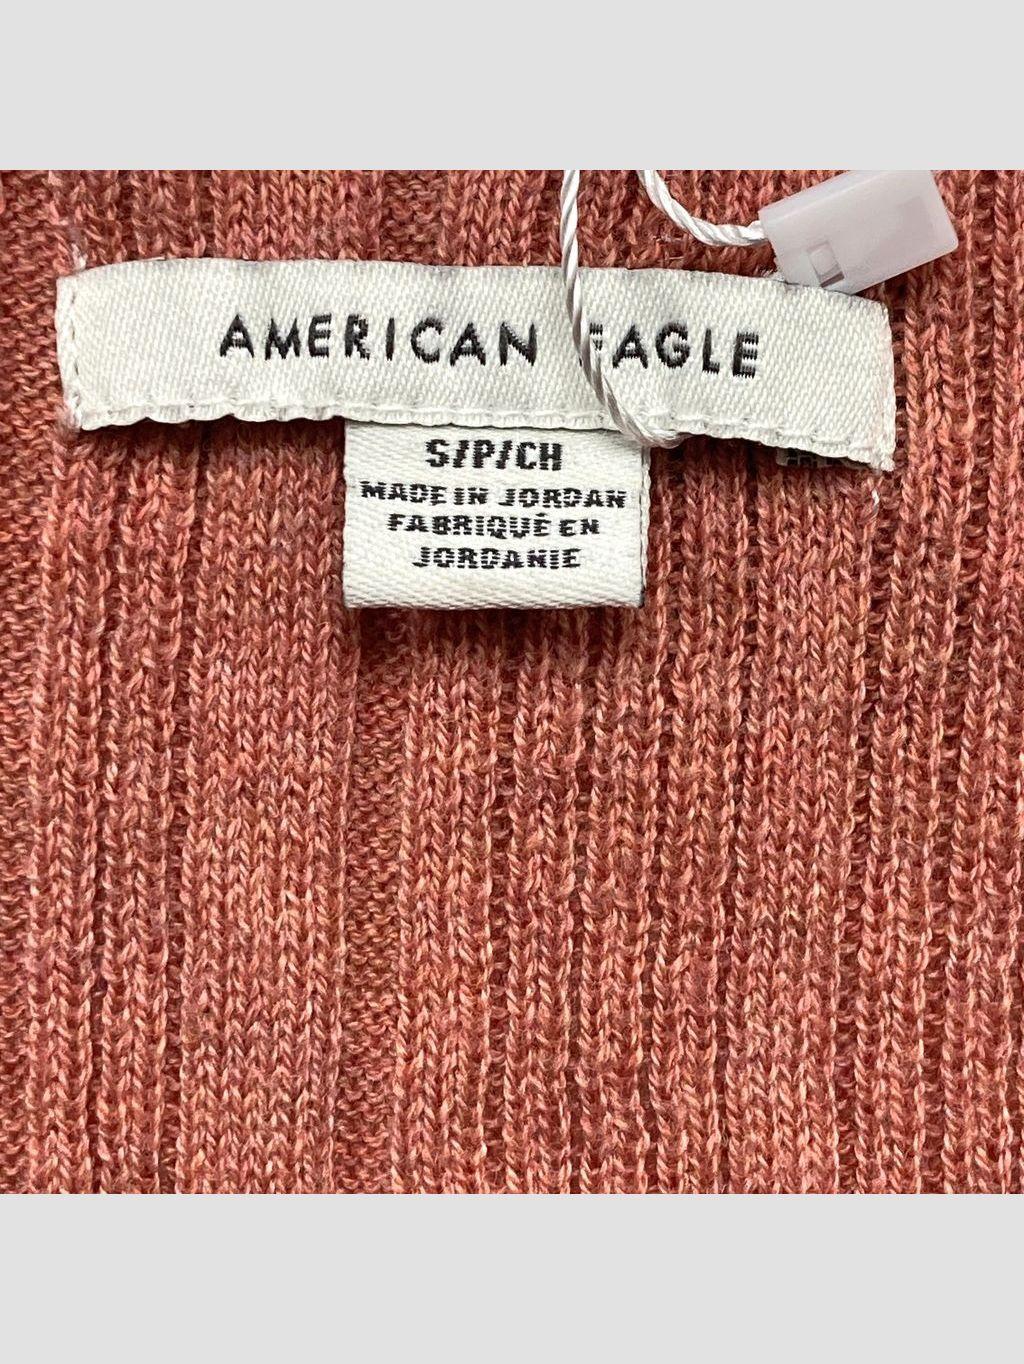 AMERICAN EAGLE
S/P/CH
MADE IN JORDAN
FABRIQUÉ EN
JORDANIE